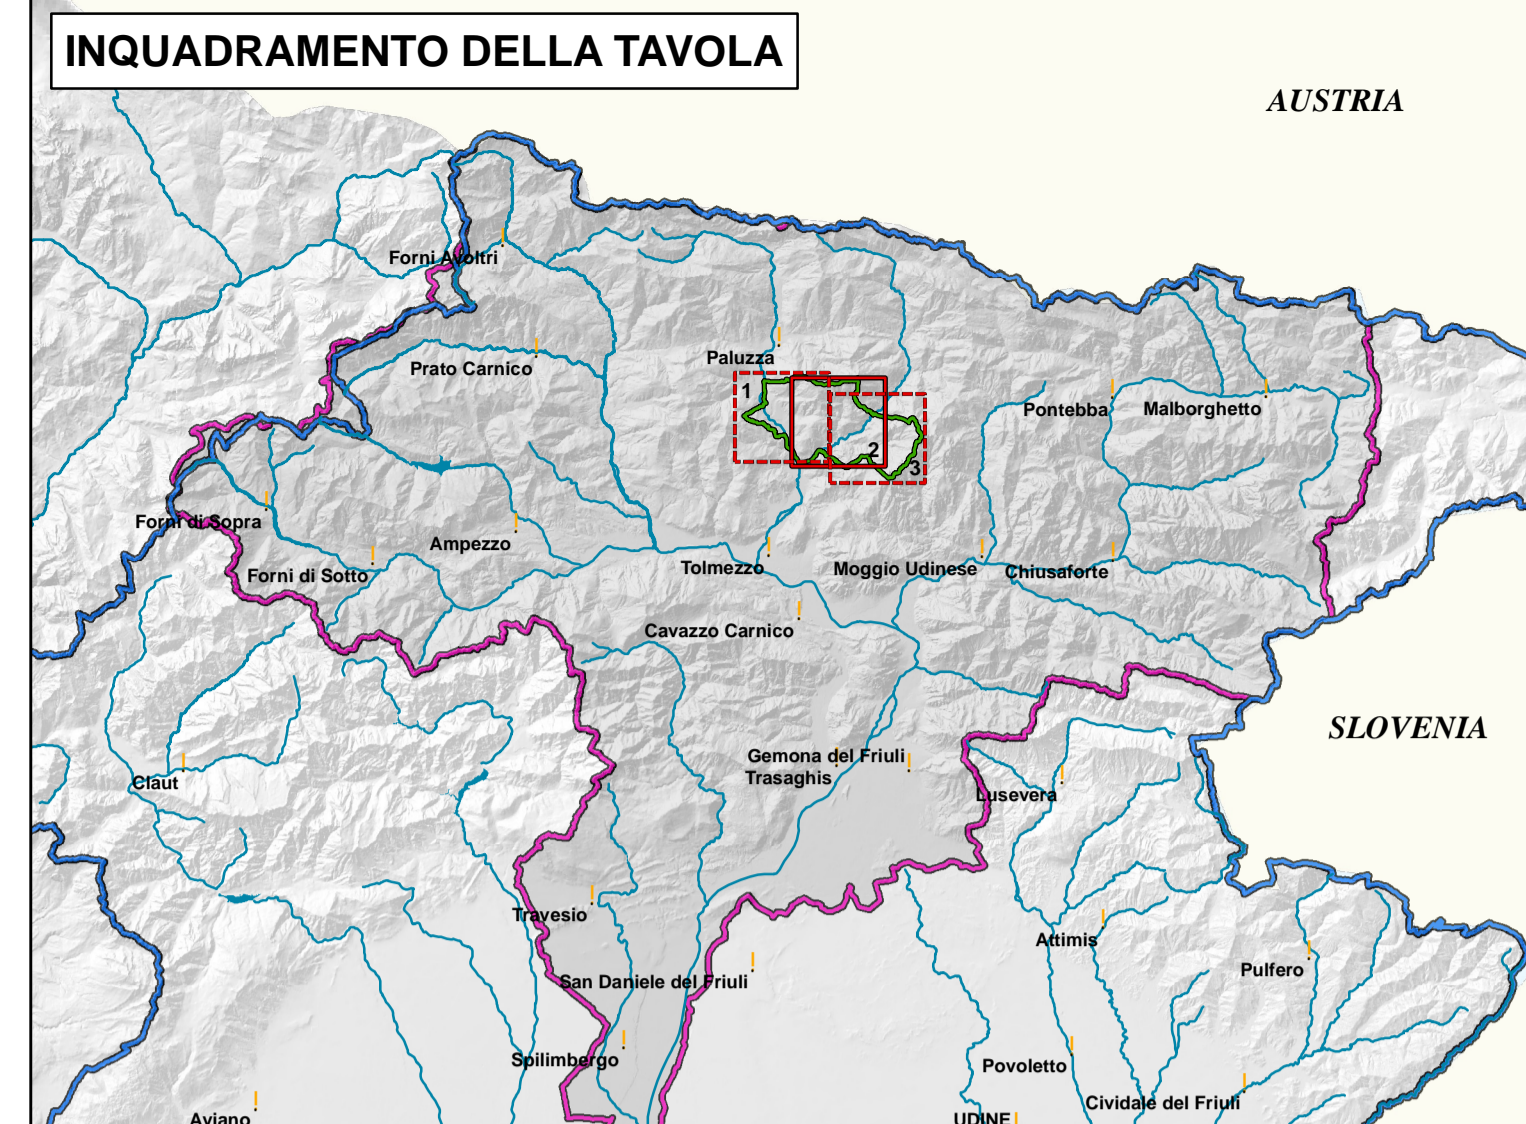 INQUADRAMENTO DELLA TAVOLA
AUSTRIA
Forni Avoltri
Paluzza
Prato Carnico
1
Pontebba
Malborghetto
2
3
Forni di Sopra
Ampezzo
Forni di Sotto
Tolmezzo
Moggio Udinese
Chiusaforte
Cavazzo Carnico
SLOVENIA
Gemona del Friuli
Trasaghis
Claut
Lusevera
Travesio
Attimis
Pulfero
San Daniele del Friuli
Spilimbergo
Povoletto
Cividale del Friuli
Aviano
UDINE